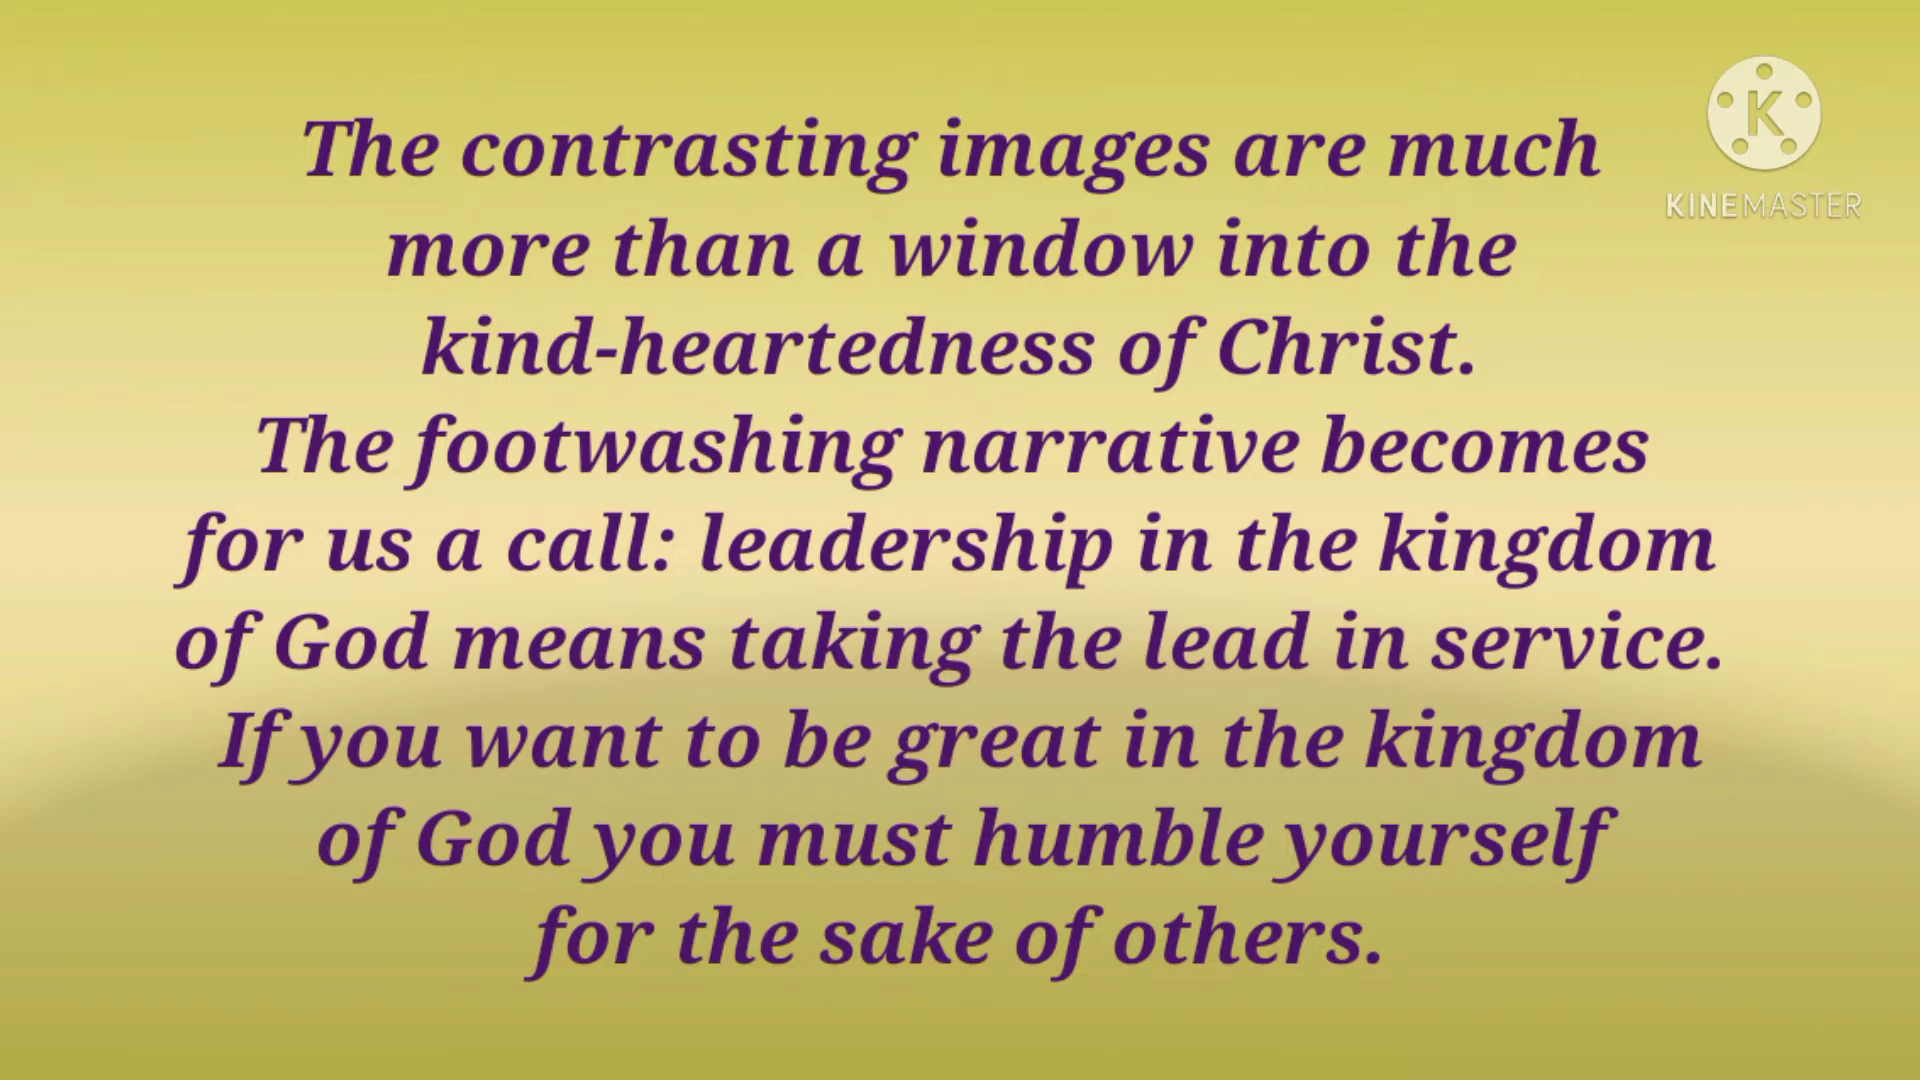 The contrasting images are much
more than a window into the
kind-heartedness of Christ.
The footwashing narrative becomes
for us a call: leadership in the kingdom
of God means taking the lead in service.
If you want to be great in the kingdom
of God you must humble yourself
for the sake of others.
K
KINEMASTER